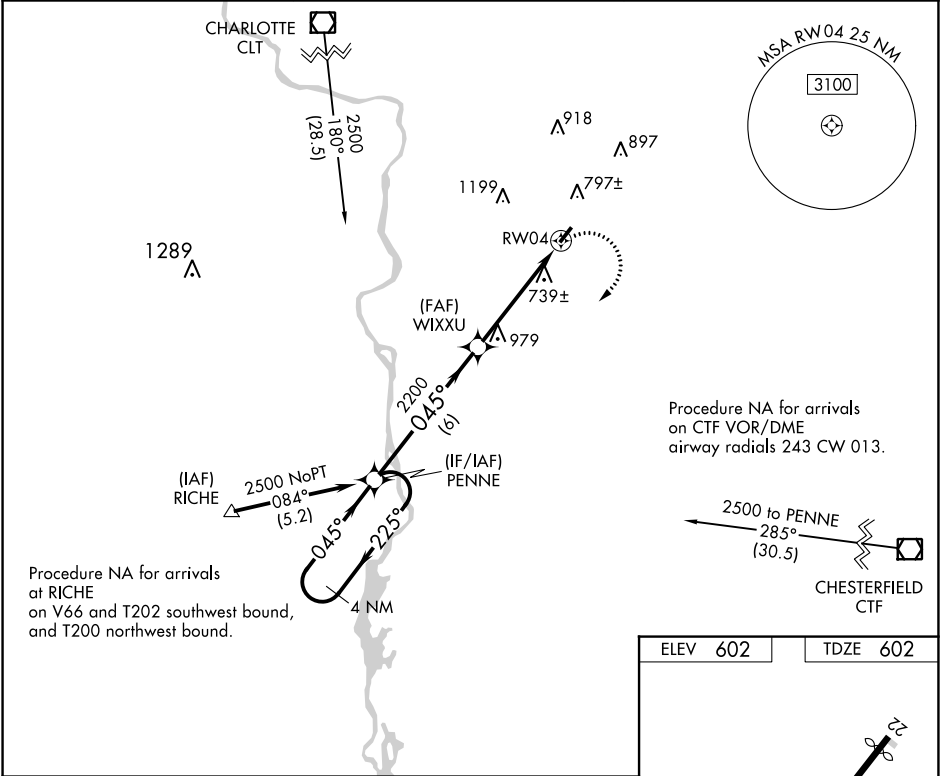 CHARLOTTE
CLT
2500
180°
(28.5)
MSA RW04 25 NM
3100
918
897
1199
797±
RW04
1289
739±
(FAF)
WIXXU
979
2200
045°
(6)
Procedure NA for arrivals
on CTF VOR/DME
airway radials 243 CW 013.
(IAF)
RICHE
2500 NoPT
084°
(5.2)
(IF/IAF)
PENNE
045°
225°
4 NM
2500 to PENNE
285°
(30.5)
CHESTERFIELD
CTF
Procedure NA for arrivals
at RICHE
on V66 and T202 southwest bound,
and T200 northwest bound.
ELEV 602
TDZE 602
22